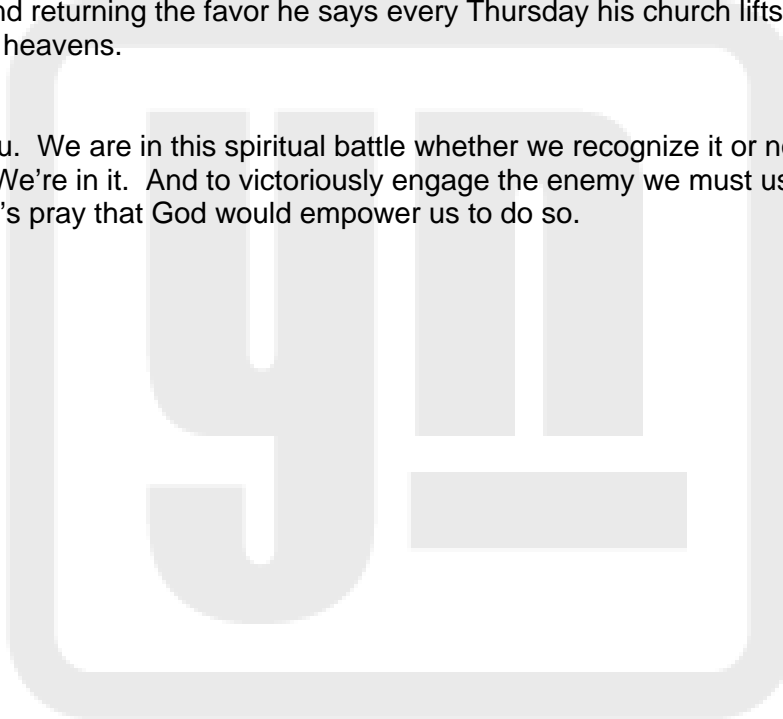 nd returning the favor he says every Thursday his church lifts
heavens.
u. We are in this spiritual battle whether we recognize it or n
We're in it. And to victoriously engage the enemy we must us
's pray that God would empower us to do so.